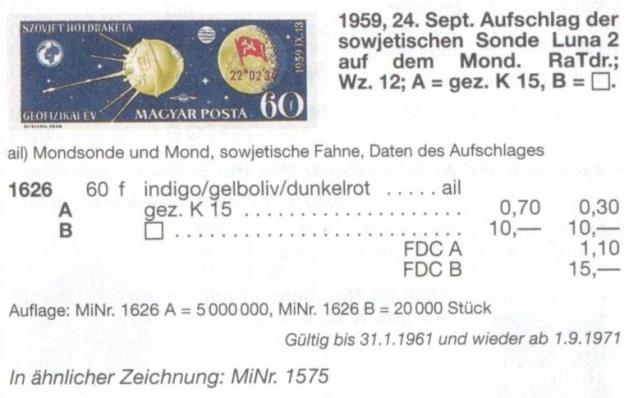 SZOVJET HOLDRAKÉTA
1959.IX.13
22h 02' 34"
GEOFIZIKAI ÉV
MAGYAR POSTA
60
1959, 24. Sept. Aufschlag der
sowjetischen Sonde Luna 2
auf dem Mond. RaTdr.;
Wz. 12; A = gez. K 15, B = □.
ail) Mondsonde und Mond, sowjetische Fahne, Daten des Aufschlages
1626 60 f indigo/gelboliv/dunkelrot ..... ail
A gez. K 15 ..................... 0,70 0,30
B □ ........................... 10,— 10,—
FDC A 1,10
FDC B 15,—
Auflage: MiNr. 1626 A = 5 000 000, MiNr. 1626 B = 20 000 Stück
Gültig bis 31.1.1961 und wieder ab 1.9.1971
In ähnlicher Zeichnung: MiNr. 1575